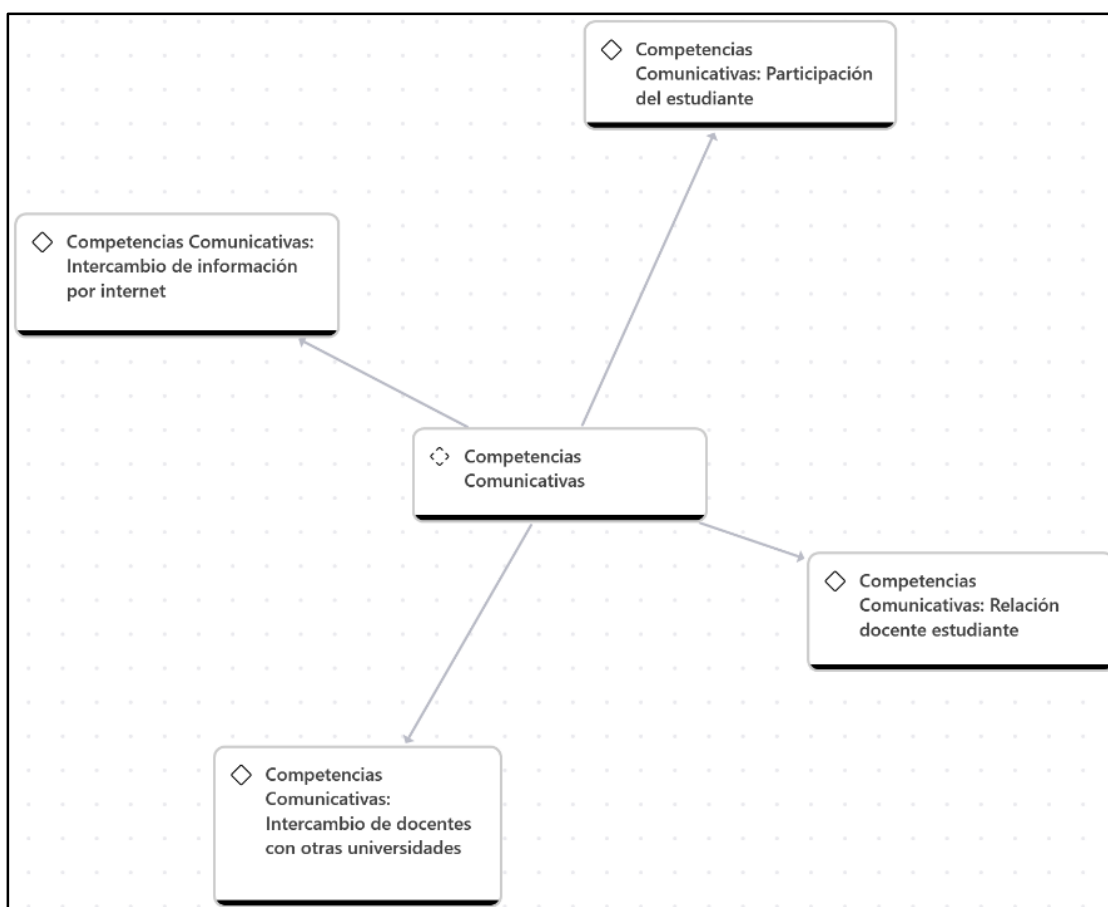 Competencias
Comunicativas: Participación
del estudiante
Competencias Comunicativas:
Intercambio de información
por internet
Competencias
Comunicativas
Competencias
Comunicativas: Relación
docente estudiante
Competencias
Comunicativas:
Intercambio de docentes
con otras universidades